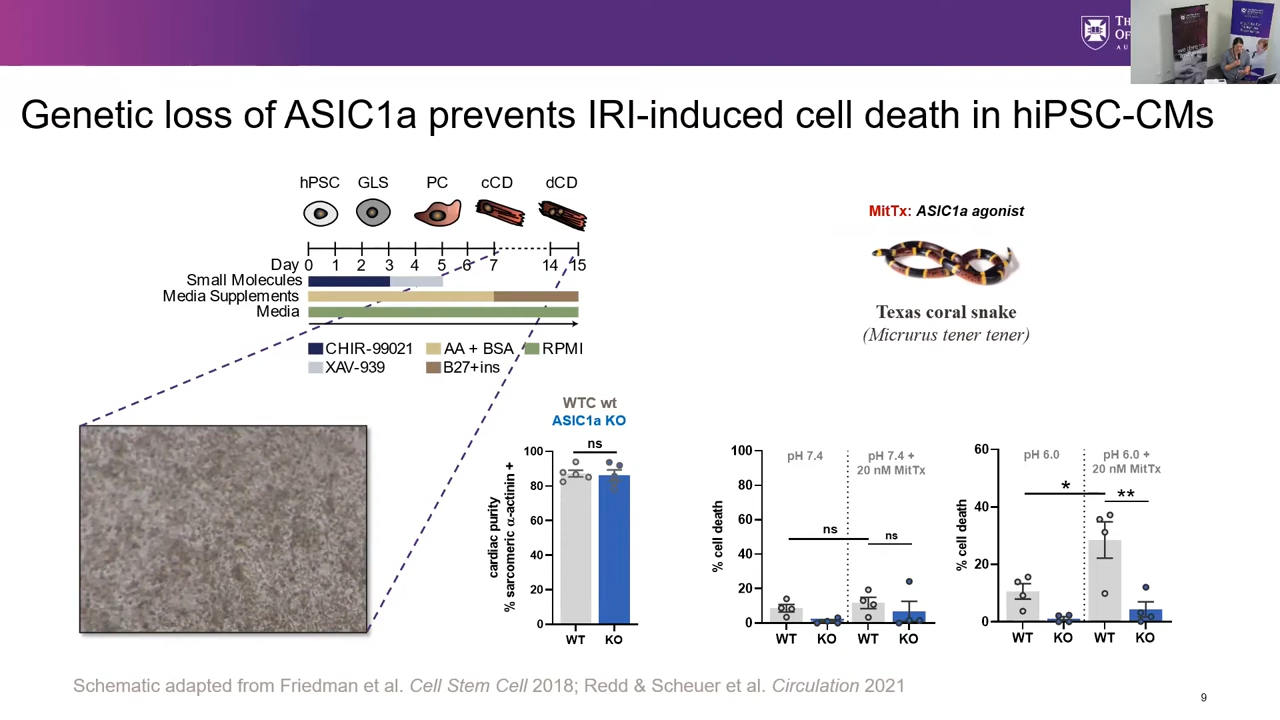 TH
OF
AU
Genetic loss of ASIC1a prevents IRI-induced cell death in hiPSC-CMs
hPSC GLS PC cCD dCD
Day 0 1 2 3 4 5 6 7 14 15
Small Molecules
Media Supplements
Media
CHIR-99021 AA + BSA RPMI
XAV-939 B27+ins
MitTx: ASIC1a agonist
Texas coral snake
(Micrurus tener tener)
WTC wt
ASIC1a KO
ns
100
80
60
40
20
0
cardiac purity
% sarcomeric α-actinin +
WT KO
pH 7.4
pH 7.4 +
20 nM MitTx
ns
ns
100
80
60
40
20
0
% cell death
WT KO WT KO
pH 6.0
pH 6.0 +
20 nM MitTx
*
**
60
40
20
0
% cell death
WT KO WT KO
Schematic adapted from Friedman et al. Cell Stem Cell 2018; Redd & Scheuer et al. Circulation 2021
9